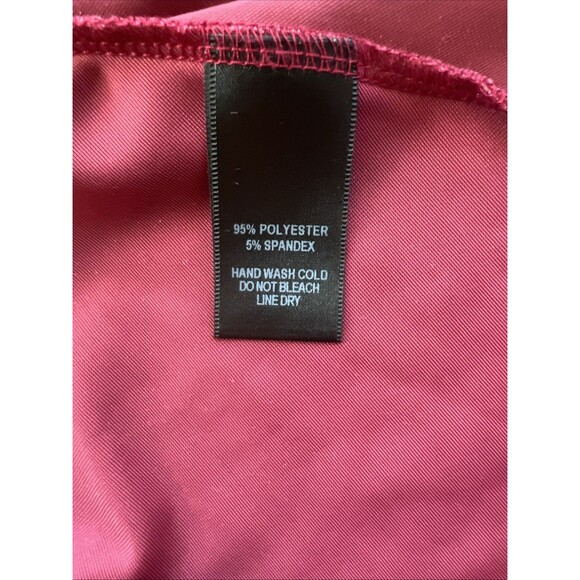 95% POLYESTER
5% SPANDEX
HAND WASH COLD
DO NOT BLEACH
LINE DRY